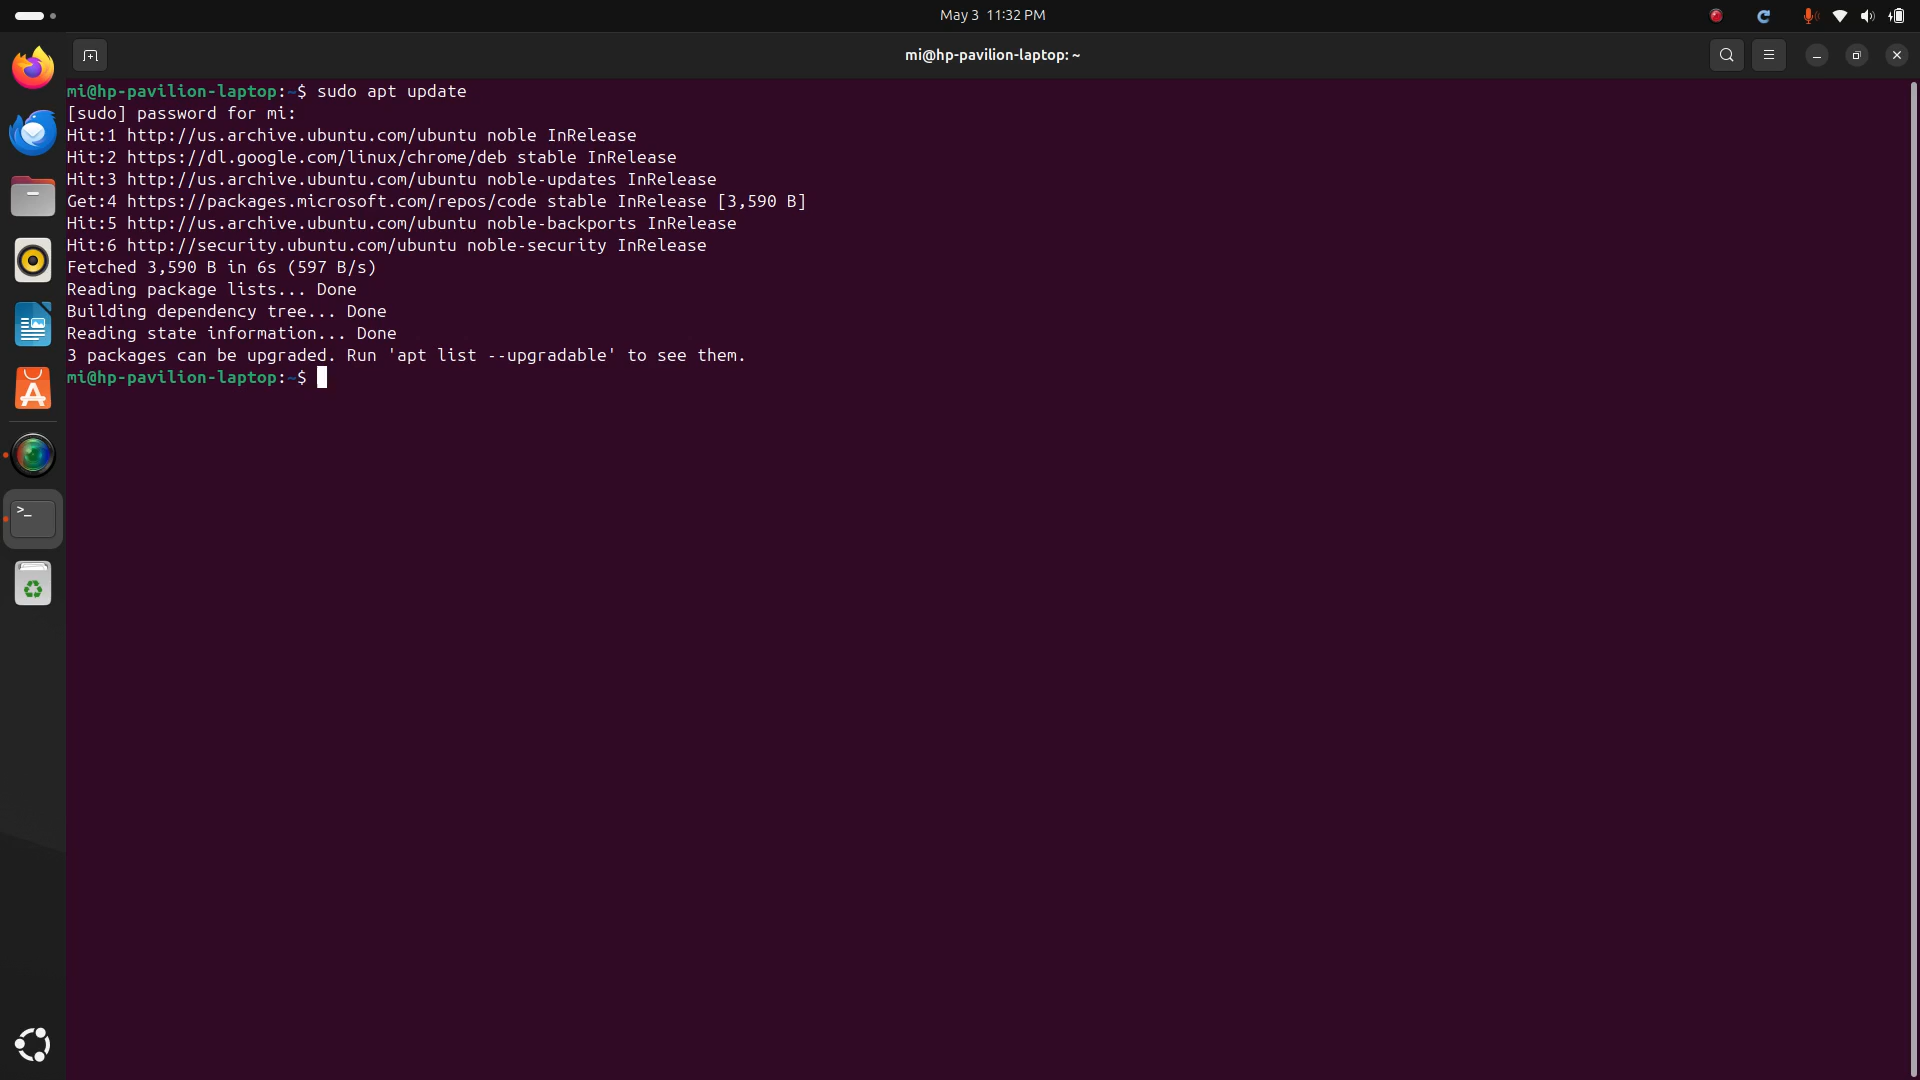 May 3 11:32 PM
mi@hp-pavilion-laptop: ~
mi@hp-pavilion-laptop:~$ sudo apt update
[sudo] password for mi:
Hit:1 http://us.archive.ubuntu.com/ubuntu noble InRelease
Hit:2 https://dl.google.com/linux/chrome/deb stable InRelease
Hit:3 http://us.archive.ubuntu.com/ubuntu noble-updates InRelease
Get:4 https://packages.microsoft.com/repos/code stable InRelease [3,590 B]
Hit:5 http://us.archive.ubuntu.com/ubuntu noble-backports InRelease
Hit:6 http://security.ubuntu.com/ubuntu noble-security InRelease
Fetched 3,590 B in 6s (597 B/s)
Reading package lists... Done
Building dependency tree... Done
Reading state information... Done
3 packages can be upgraded. Run 'apt list --upgradable' to see them.
mi@hp-pavilion-laptop:~$